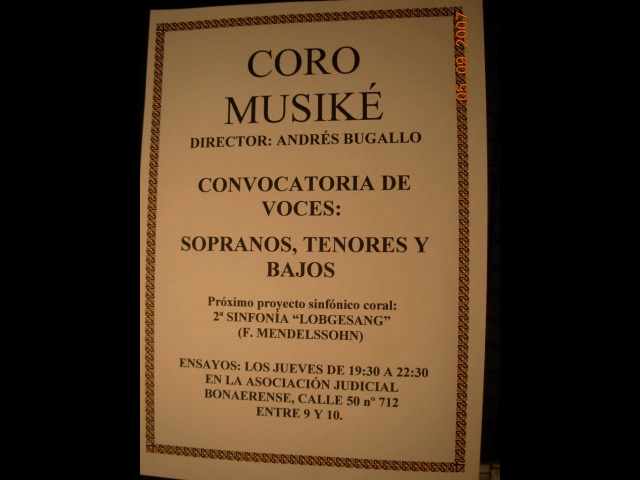 CORO
MUSIKÉ
DIRECTOR: ANDRÉS BUGALLO
CONVOCATORIA DE
VOCES:
SOPRANOS, TENORES Y
BAJOS
Próximo proyecto sinfónico coral:
2ª SINFONÍA “LOBGESANG”
(F. MENDELSSOHN)
ENSAYOS: LOS JUEVES DE 19:30 A 22:30
EN LA ASOCIACIÓN JUDICIAL
BONAERENSE, CALLE 50 nº 712
ENTRE 9 Y 10.
05 09 2007